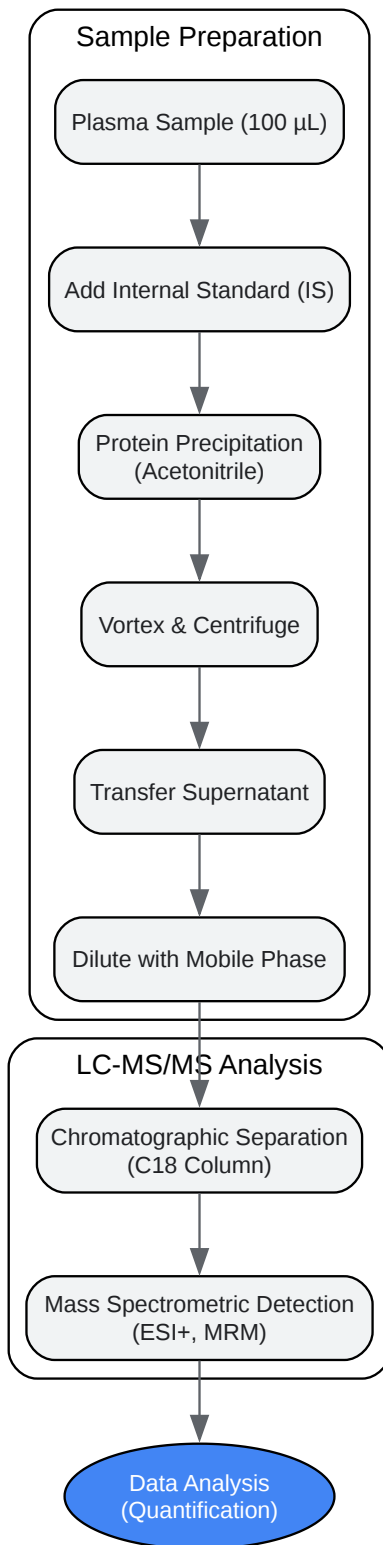 Sample Preparation
Plasma Sample (100 µL)
Add Internal Standard (IS)
Protein Precipitation
(Acetonitrile)
Vortex & Centrifuge
Transfer Supernatant
Dilute with Mobile Phase
LC-MS/MS Analysis
Chromatographic Separation
(C18 Column)
Mass Spectrometric Detection
(ESI+, MRM)
Data Analysis
(Quantification)